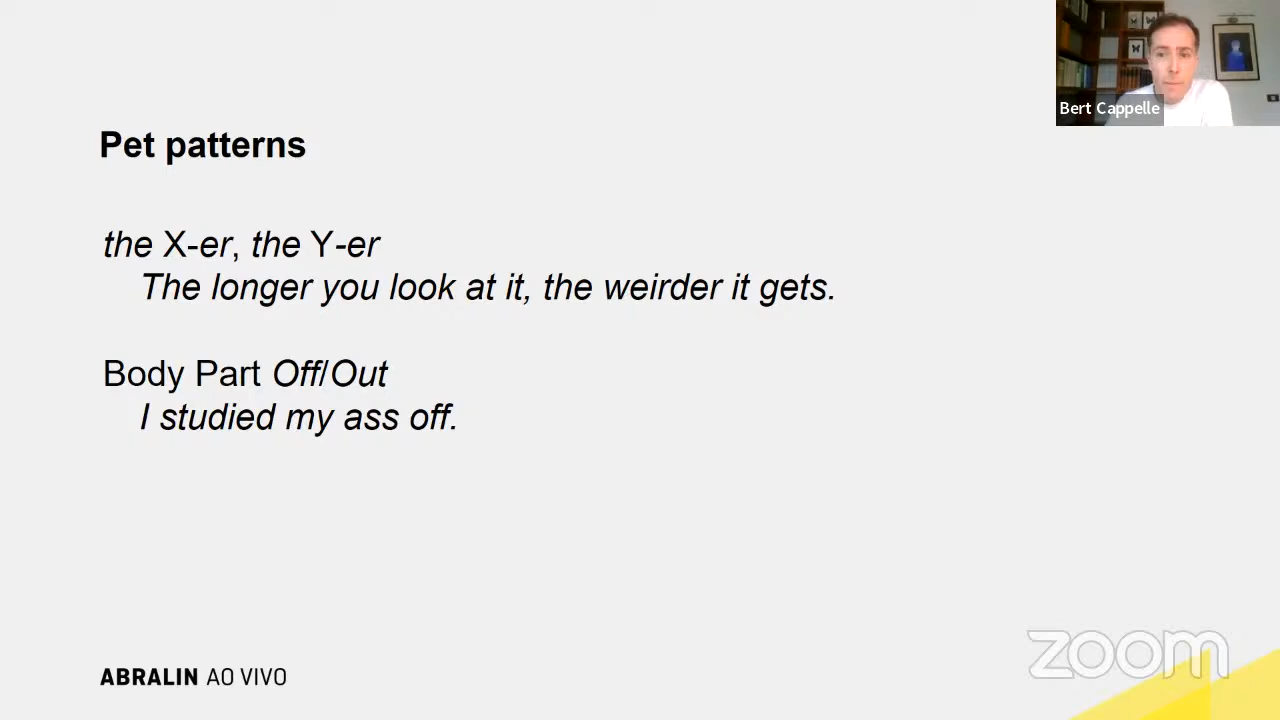 Bert Cappelle
Pet patterns
the X-er, the Y-er
The longer you look at it, the weirder it gets.
Body Part Off/Out
I studied my ass off.
ABRALIN AO VIVO
zoom